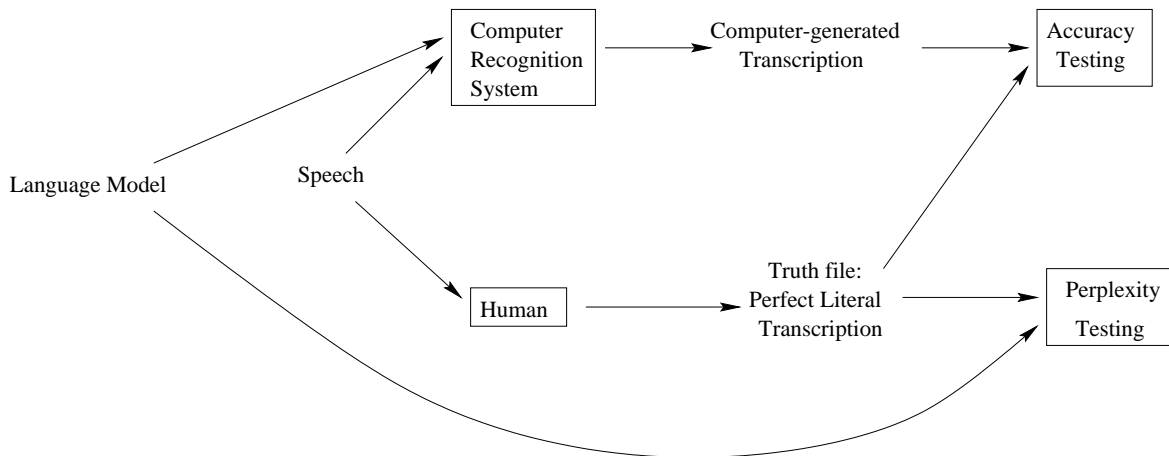 Computer
Recognition
System
Computer-generated
Transcription
Accuracy
Testing
Language Model
Speech
Human
Truth file:
Perfect Literal
Transcription
Perplexity
Testing